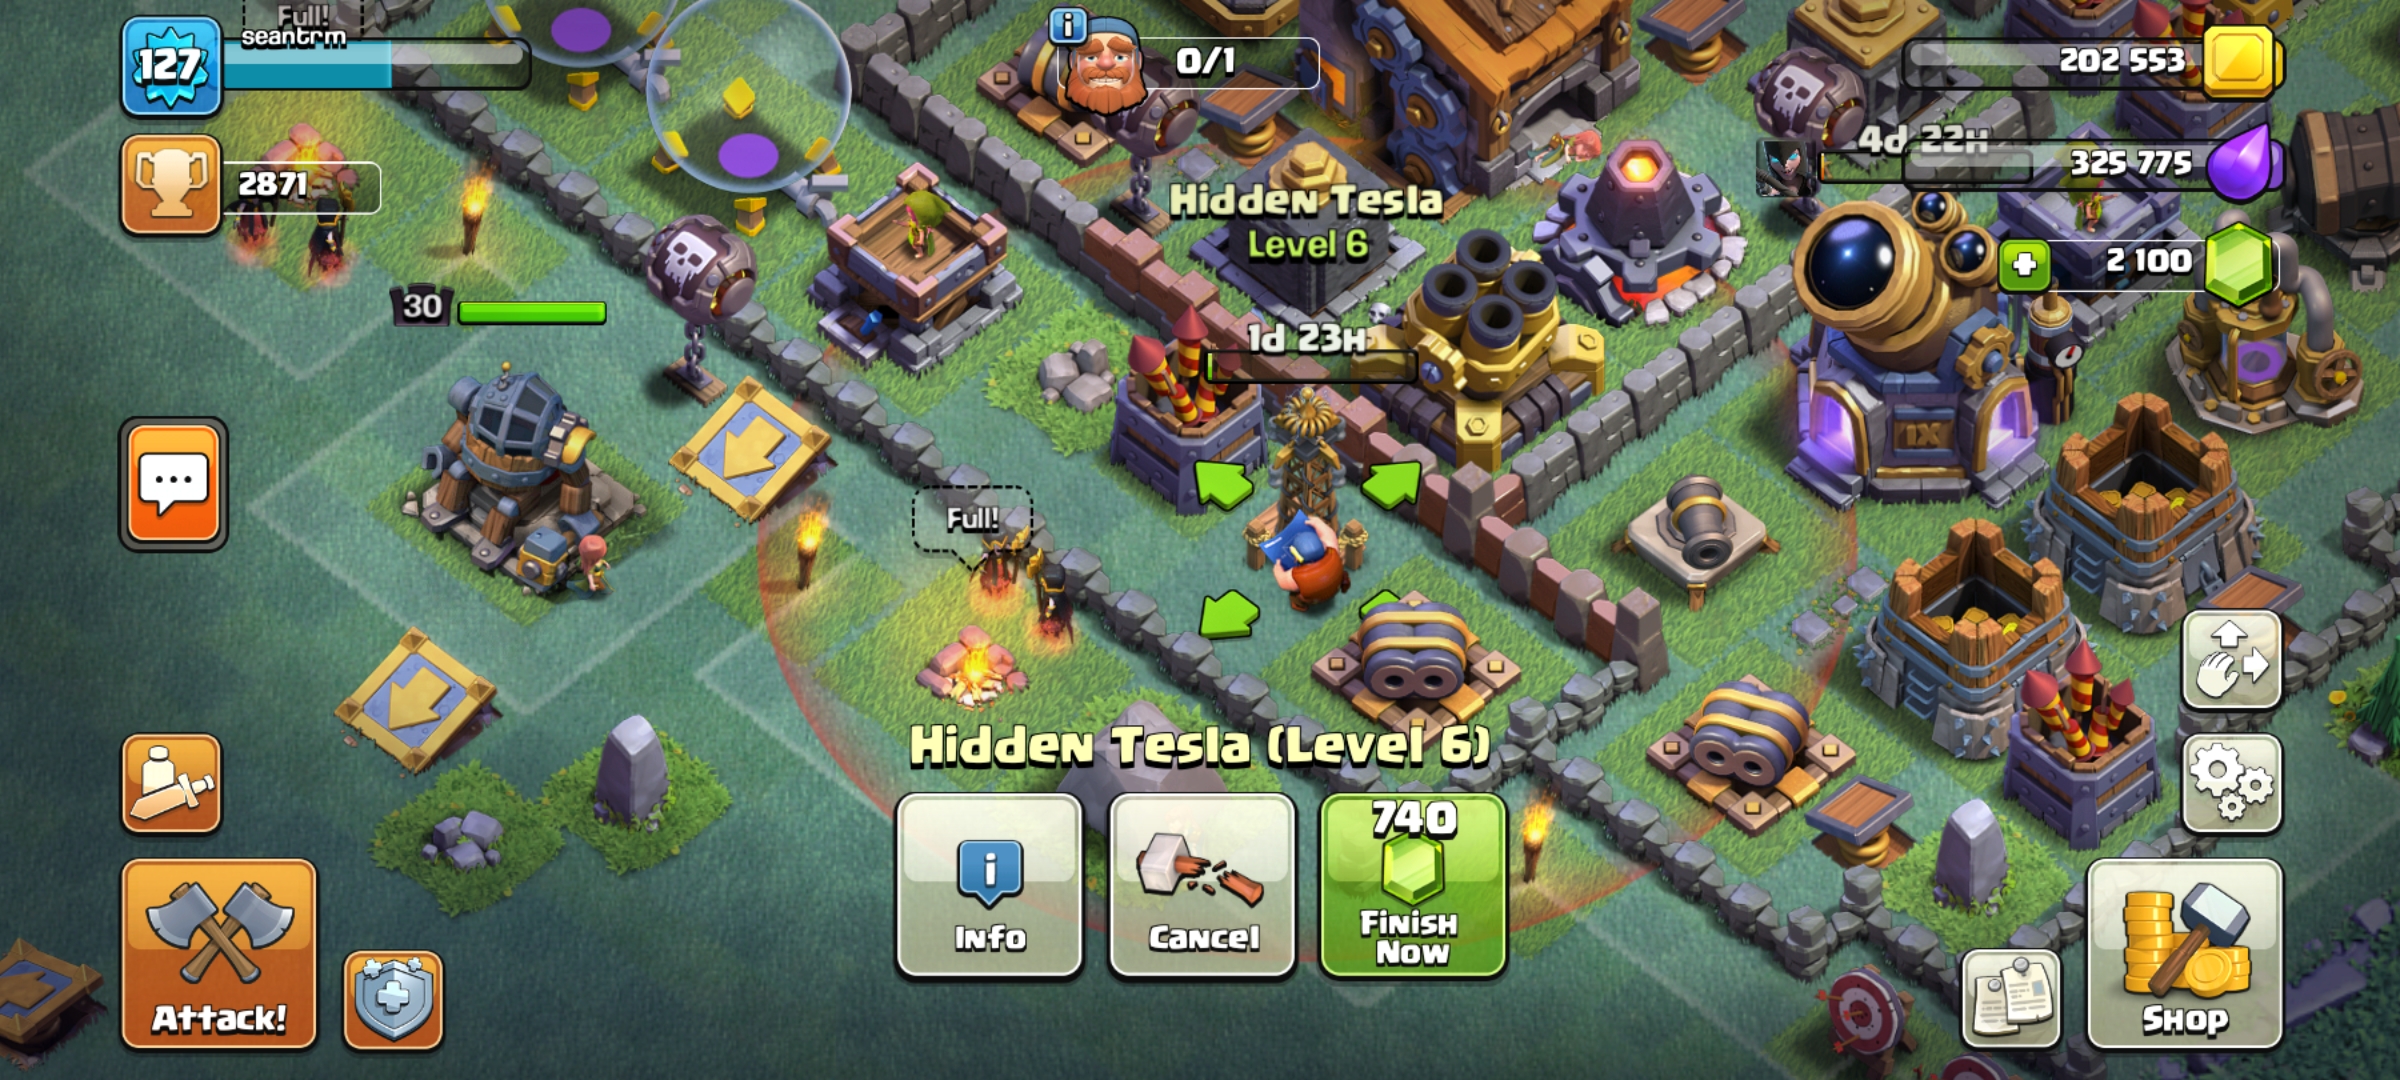 Full!
seantrm
127
0/1
202 553
2871
4d 22H
325 775
Hidden Tesla
Level 6
2 100
30
1d 23H
IX
Full!
Hidden Tesla (Level 6)
740
Info
Cancel
Finish
Now
Attack!
Shop